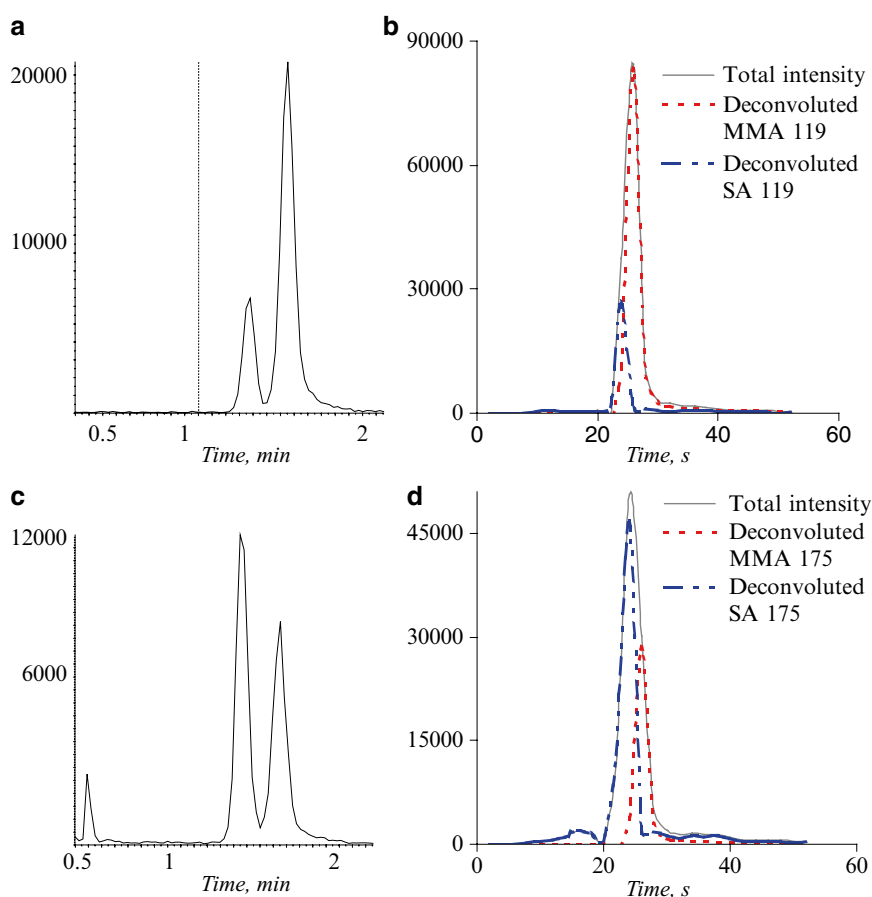 a
20000
10000
0
0.5 1 2
Time, min
b
90000
60000
30000
0
0 20 40 60
Time, s
Total intensity
Deconvoluted
MMA 119
Deconvoluted
SA 119
c
12000
6000
0
0.5 1 2
Time, min
d
45000
30000
15000
0
0 20 40 60
Time, s
Total intensity
Deconvoluted
MMA 175
Deconvoluted
SA 175